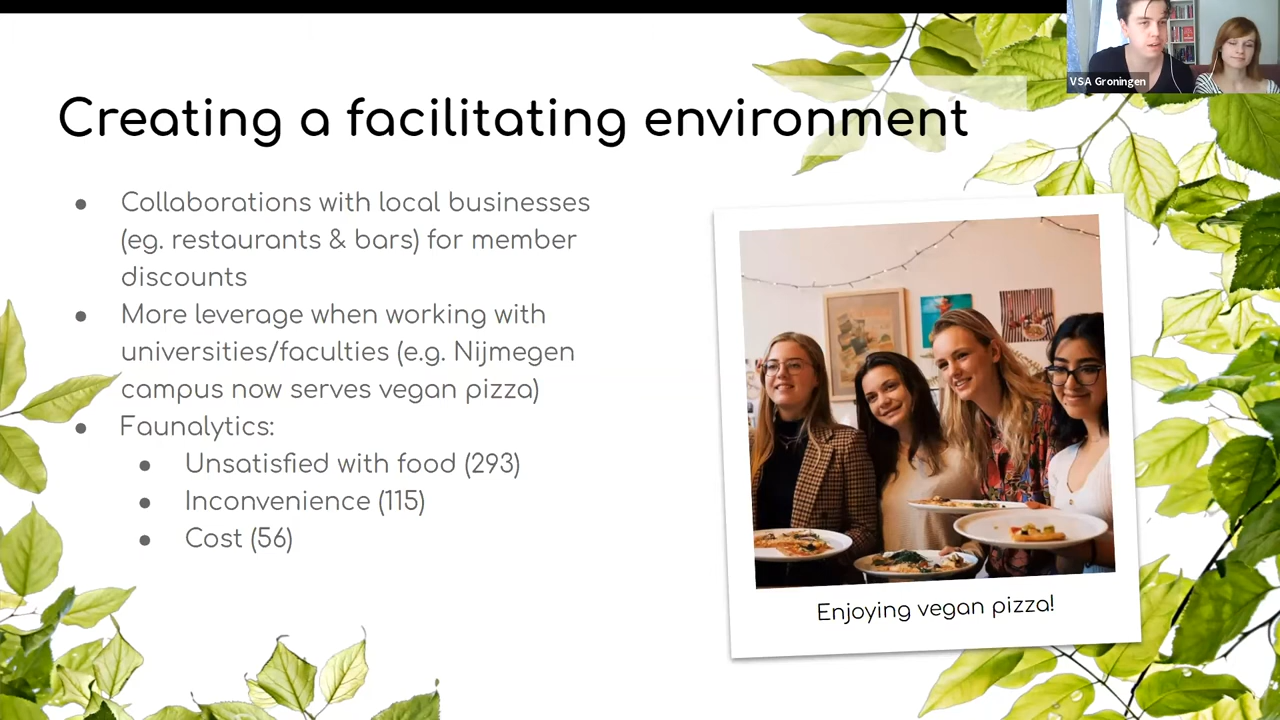 VSA Groningen
Creating a facilitating environment
● Collaborations with local businesses
(eg. restaurants & bars) for member
discounts
● More leverage when working with
universities/faculties (e.g. Nijmegen
campus now serves vegan pizza)
● Faunalytics:
● Unsatisfied with food (293)
● Inconvenience (115)
● Cost (56)
Enjoying vegan pizza!